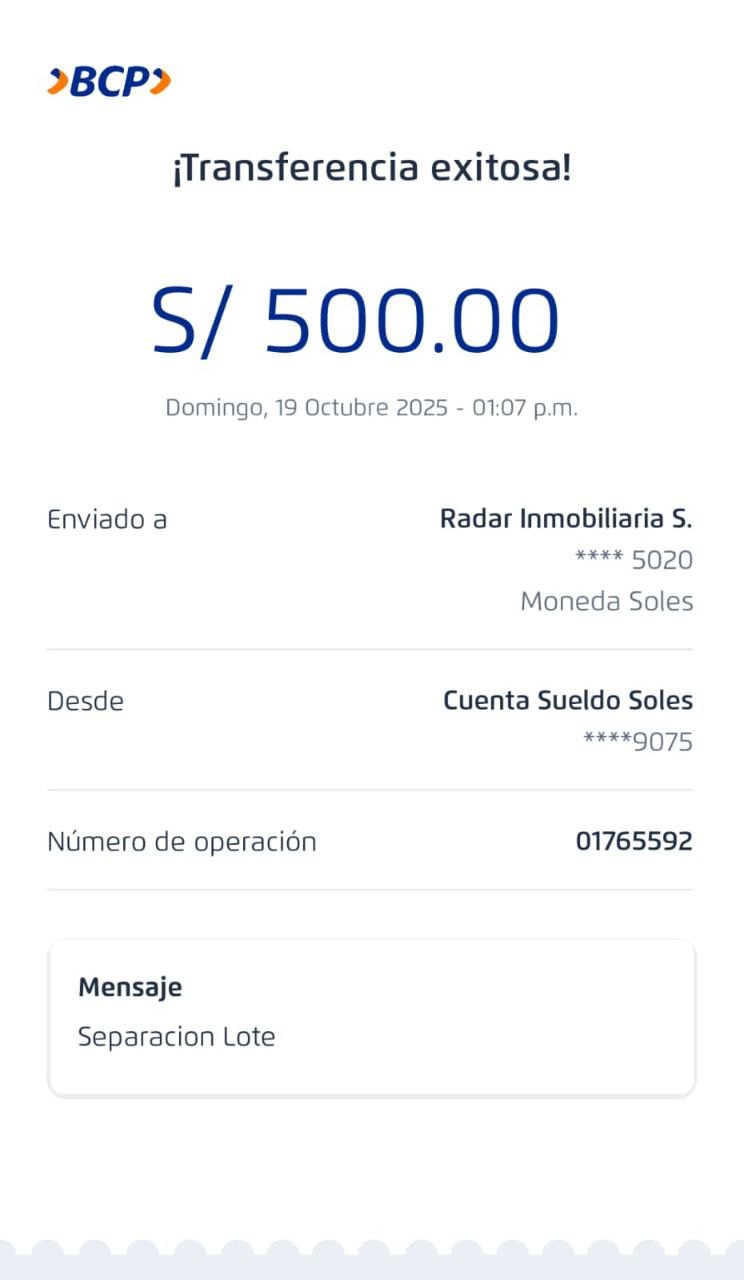 BCP
¡Transferencia exitosa!
S/ 500.00
Domingo, 19 Octubre 2025 - 01:07 p.m.
Enviado a
Radar Inmobiliaria S.
**** 5020
Moneda Soles
Desde
Cuenta Sueldo Soles
****9075
Número de operación
01765592
Mensaje
Separacion Lote